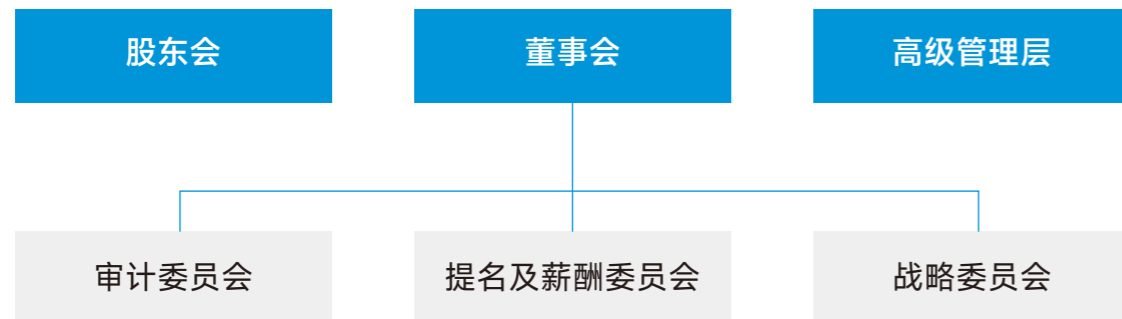 股东会
董事会
高级管理层
审计委员会
提名及薪酬委员会
战略委员会